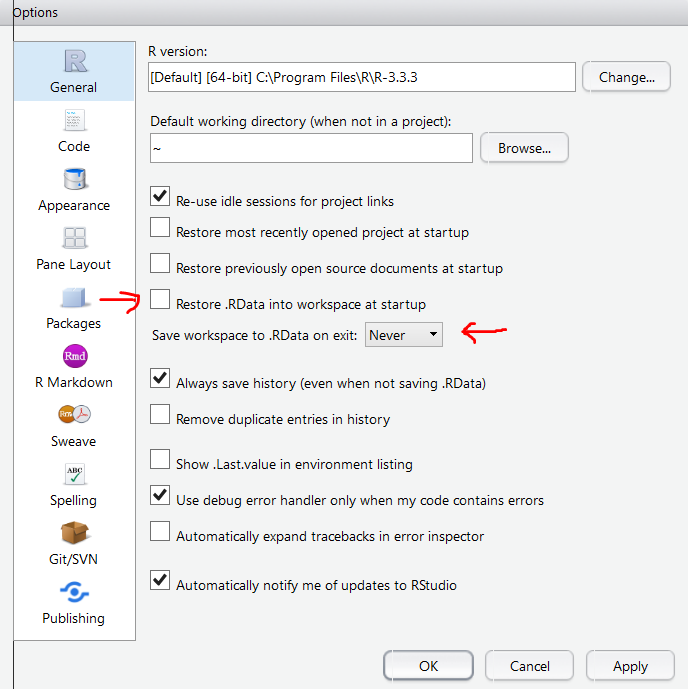 Options
R version:
[Default] [64-bit] C:\Program Files\R\R-3.3.3
Change...
Default working directory (when not in a project):
~
Browse...
Re-use idle sessions for project links
Restore most recently opened project at startup
Restore previously open source documents at startup
Restore .RData into workspace at startup
Save workspace to .RData on exit: Never
Always save history (even when not saving .RData)
Remove duplicate entries in history
Show .Last.value in environment listing
Use debug error handler only when my code contains errors
Automatically expand tracebacks in error inspector
Automatically notify me of updates to RStudio
R
General
Code
Appearance
Pane Layout
Packages
Rmd
R Markdown
Rnw
Sweave
ABC
Spelling
Git/SVN
Publishing
OK
Cancel
Apply